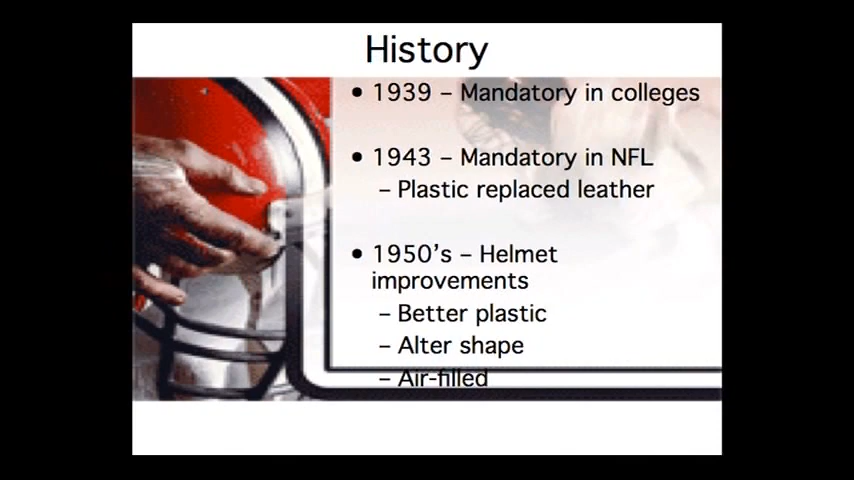 History
• 1939 – Mandatory in colleges
• 1943 – Mandatory in NFL
– Plastic replaced leather
• 1950’s – Helmet
improvements
– Better plastic
– Alter shape
– Air-filled